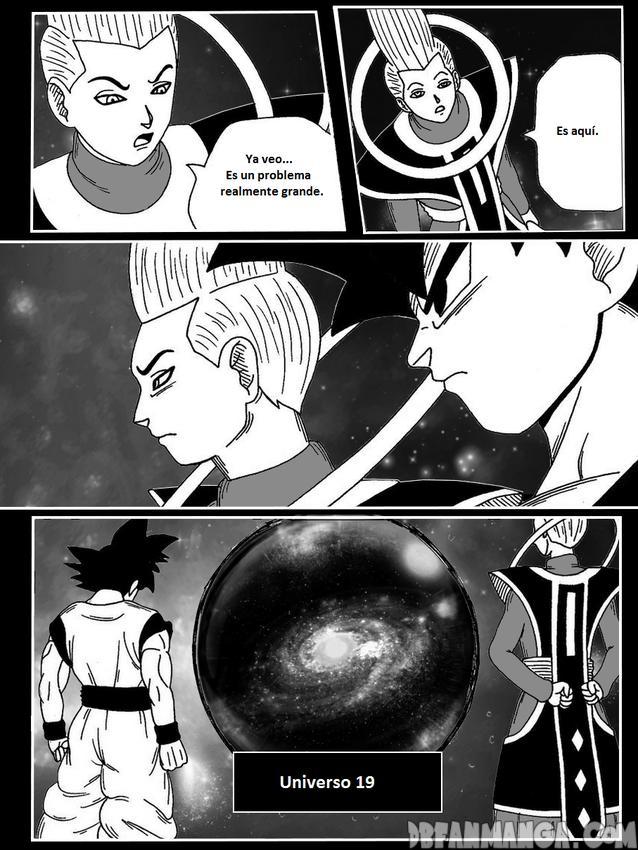 Ya veo...
Es un problema
realmente grande.
Es aquí.
Universo 19
DBFANMANGA.COM